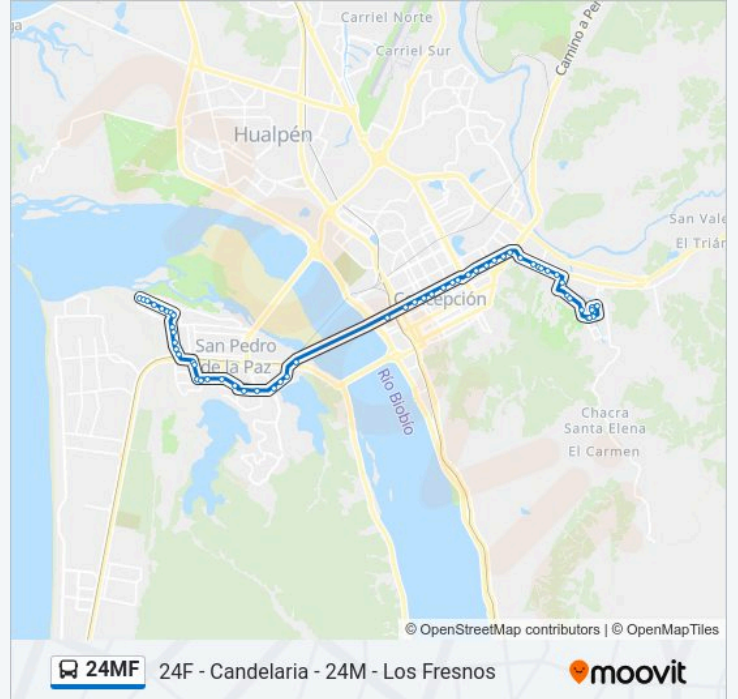 Carriel Norte
Carriel Sur
Camino a Pe
Hualpén
San Vale
El Triár
Concepción
San Pedro
de la Paz
Río Biobío
Chacra
Santa Elena
El Carmen
© OpenStreetMap contributors | © OpenMapTiles
24MF 24F - Candelaria - 24M - Los Fresnos moovit